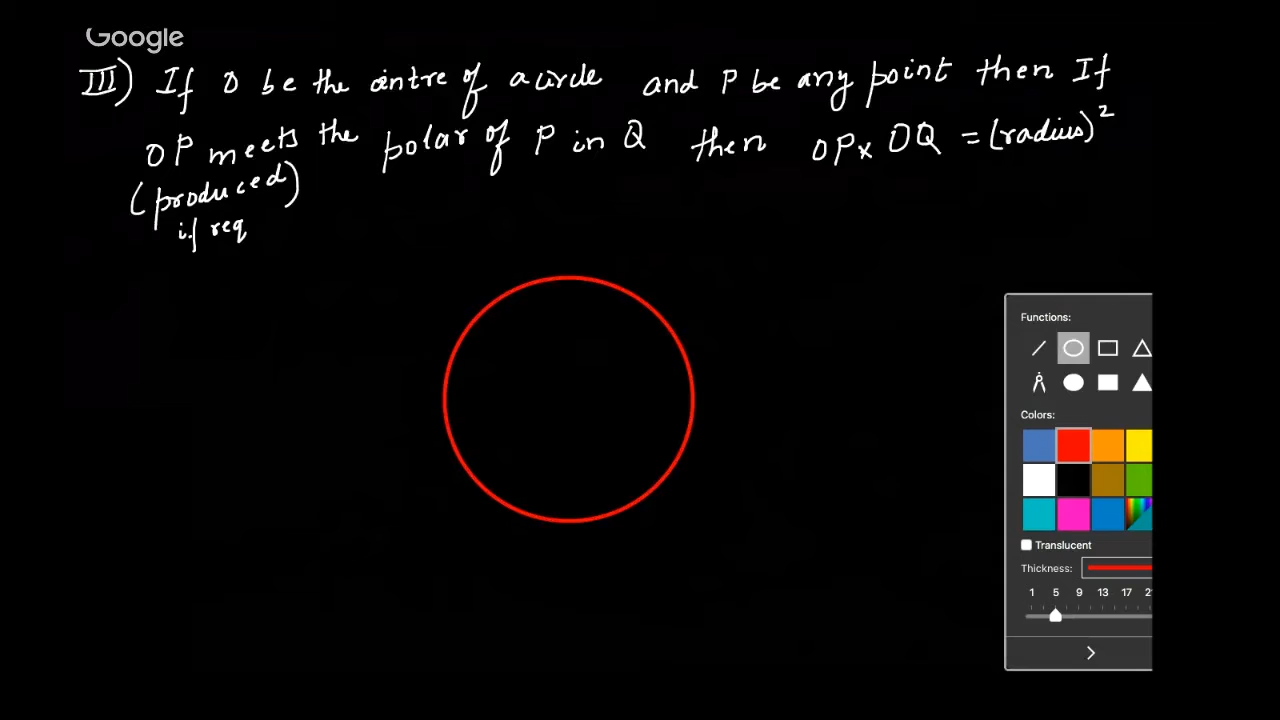 Google
III) If O be the centre of a circle and P be any point then If
OP meets the polar of P in Q then OP x OQ = (radius)²
(produced)
if req
Functions:
Colors:
Translucent
Thickness:
1 5 9 13 17